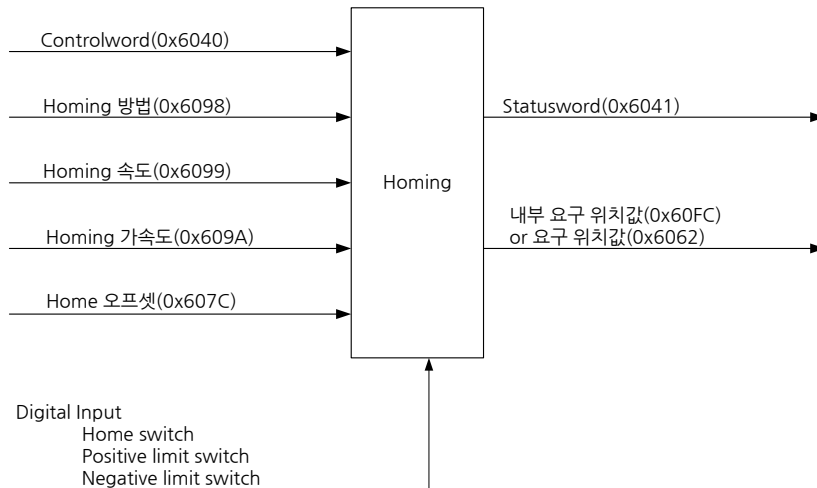 Controlword(0x6040)
Homing 방법(0x6098)
Homing 속도(0x6099)
Homing 가속도(0x609A)
Home 오프셋(0x607C)
Homing
Statusword(0x6041)
내부 요구 위치값(0x60FC)
or 요구 위치값(0x6062)
Digital Input
Home switch
Positive limit switch
Negative limit switch